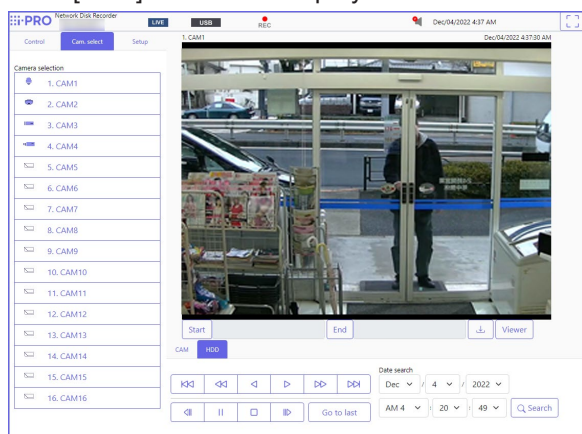 i-PRO Network Disk Recorder
LIVE
USB
REC
Dec/04/2022 4:37 AM
Control
Cam. select
Setup
1. CAM1
Dec/04/2022 4:37:30 AM
Camera selection
1. CAM1
2. CAM2
3. CAM3
4. CAM4
5. CAM5
6. CAM6
7. CAM7
8. CAM8
9. CAM9
10. CAM10
11. CAM11
12. CAM12
13. CAM13
14. CAM14
15. CAM15
16. CAM16
Start
End
Viewer
CAM
HDD
Date search
Dec / 4 / 2022
AM 4 : 20 : 49
Search
Go to last